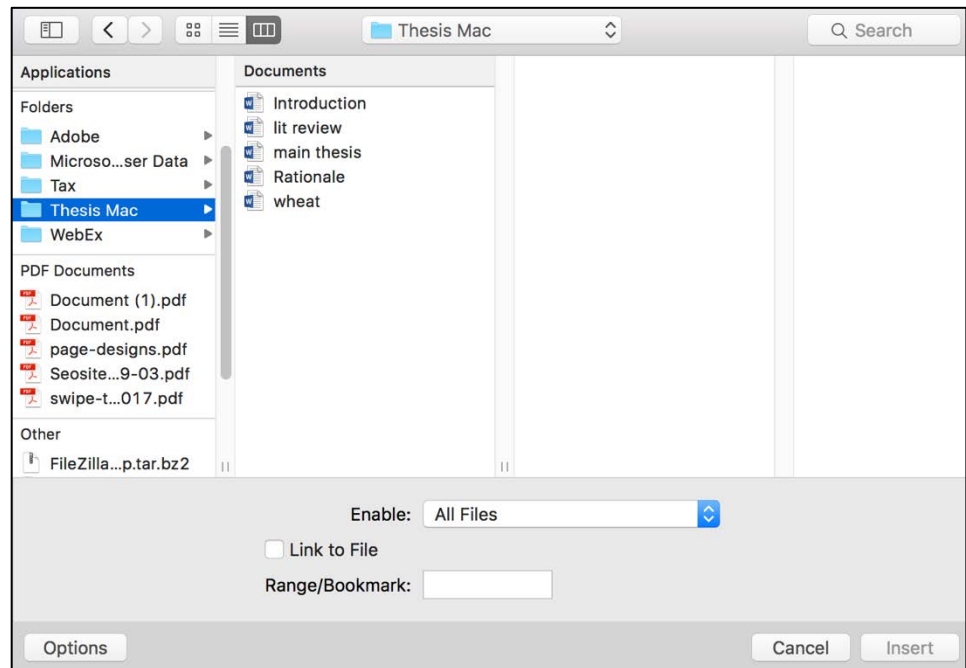 Thesis Mac
Search
Applications
Folders
Adobe
Microso...ser Data
Tax
Thesis Mac
WebEx
PDF Documents
Document (1).pdf
Document.pdf
page-designs.pdf
Seosite...9-03.pdf
swipe-t...017.pdf
Other
FileZilla...p.tar.bz2
Documents
Introduction
lit review
main thesis
Rationale
wheat
Enable: All Files
Link to File
Range/Bookmark:
Options
Cancel
Insert